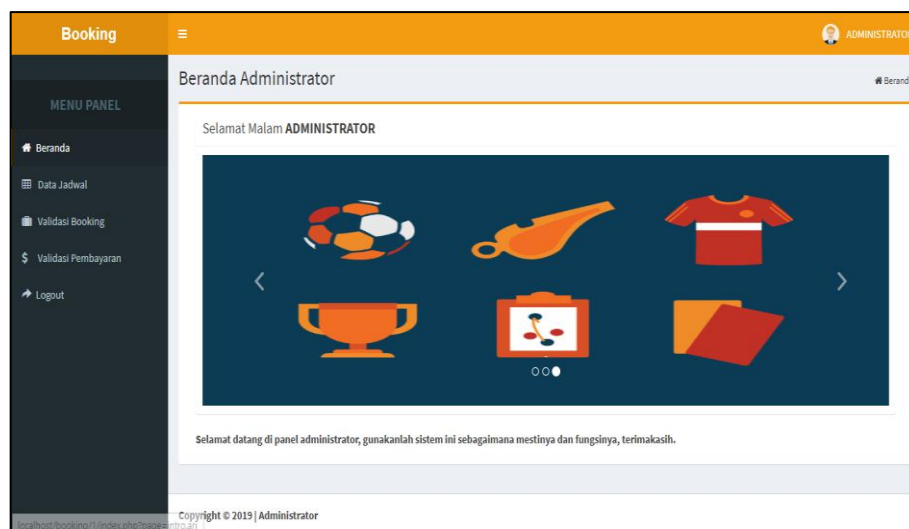 Booking
ADMINISTRATOR
Beranda Administrator
Berand
MENU PANEL
Selamat Malam ADMINISTRATOR
Beranda
Data Jadwal
Validasi Booking
$ Validasi Pembayaran
Logout
Selamat datang di panel administrator, gunakanlah sistem ini sebagaimana mestinya dan fungsinya, terimakasih.
Copyright © 2019 | Administrator
localhost/booking/1/index.php?page=intro.an